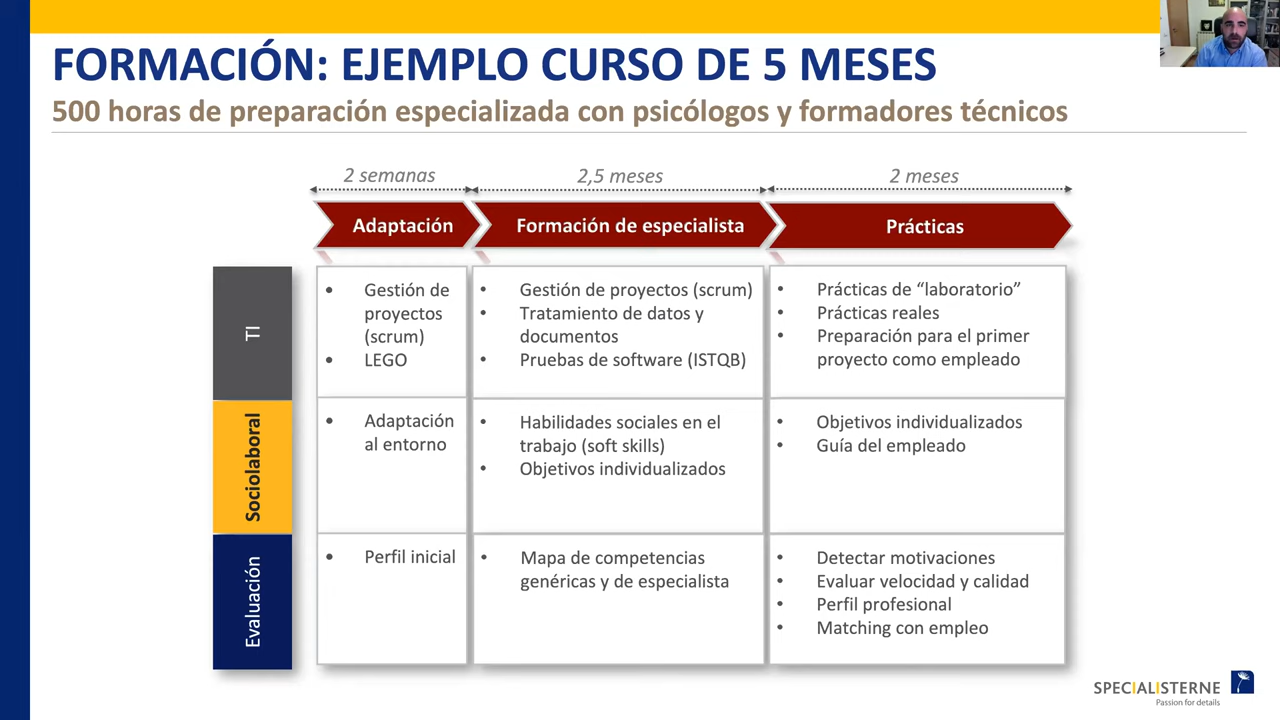 FORMACIÓN: EJEMPLO CURSO DE 5 MESES
500 horas de preparación especializada con psicólogos y formadores técnicos
2 semanas
2,5 meses
2 meses
Adaptación
Formación de especialista
Prácticas
TI
• Gestión de
proyectos
(scrum)
• LEGO
• Gestión de proyectos (scrum)
• Tratamiento de datos y
documentos
• Pruebas de software (ISTQB)
• Prácticas de “laboratorio”
• Prácticas reales
• Preparación para el primer
proyecto como empleado
Sociolaboral
• Adaptación
al entorno
• Habilidades sociales en el
trabajo (soft skills)
• Objetivos individualizados
• Objetivos individualizados
• Guía del empleado
Evaluación
• Perfil inicial
• Mapa de competencias
genéricas y de especialista
• Detectar motivaciones
• Evaluar velocidad y calidad
• Perfil profesional
• Matching con empleo
SPECIALISTERNE
Passion for details